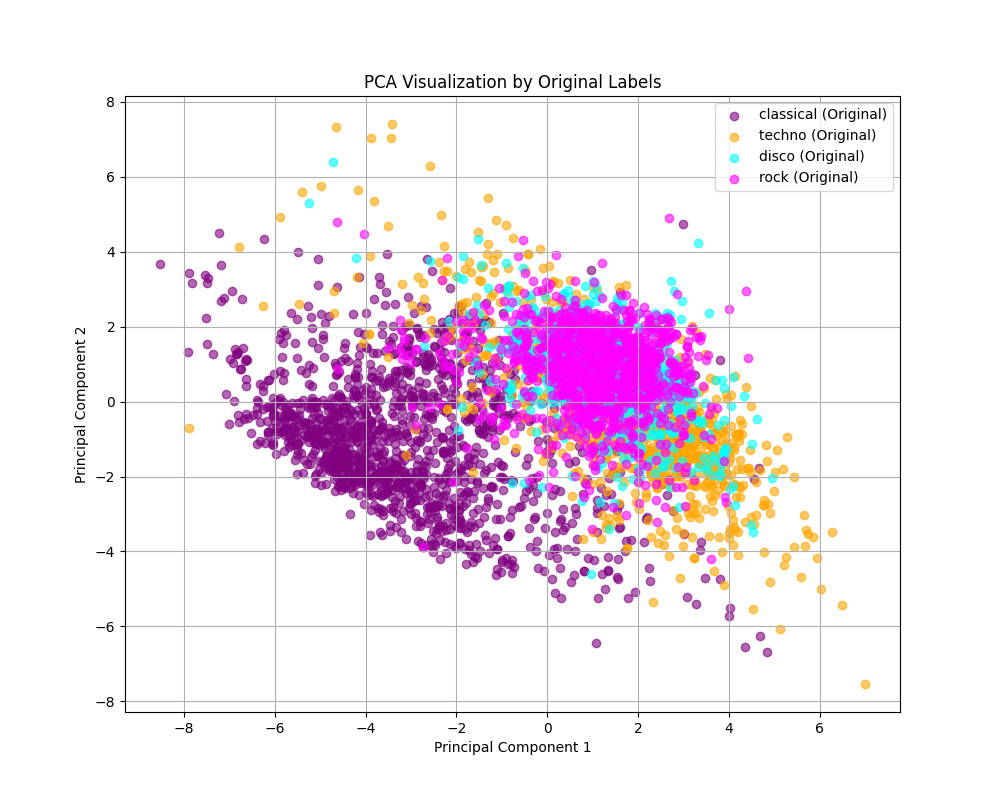 PCA Visualization by Original Labels
classical (Original)
techno (Original)
disco (Original)
rock (Original)
8
6
4
2
0
−2
−4
−6
−8
Principal Component 2
−8 −6 −4 −2 0 2 4 6
Principal Component 1